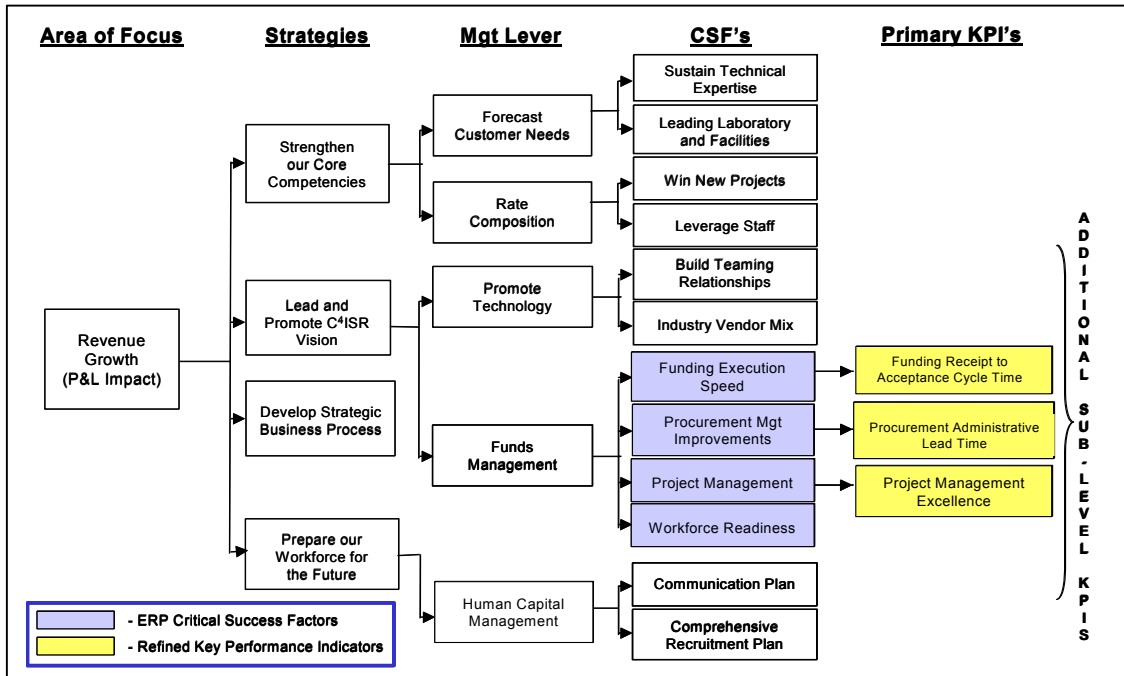 Area of Focus
Strategies
Mgt Lever
CSF's
Primary KPI's
Revenue
Growth
(P&L Impact)
Strengthen
our Core
Competencies
Lead and
Promote C⁴ISR
Vision
Develop Strategic
Business Process
Prepare our
Workforce for
the Future
Forecast
Customer Needs
Rate
Composition
Promote
Technology
Funds
Management
Human Capital
Management
Sustain Technical
Expertise
Leading Laboratory
and Facilities
Win New Projects
Leverage Staff
Build Teaming
Relationships
Industry Vendor Mix
Funding Execution
Speed
Procurement Mgt
Improvements
Project Management
Workforce Readiness
Communication Plan
Comprehensive
Recruitment Plan
Funding Receipt to
Acceptance Cycle Time
Procurement Administrative
Lead Time
Project Management
Excellence
ADDITIONAL SUB-LEVEL KPIS
- ERP Critical Success Factors
- Refined Key Performance Indicators